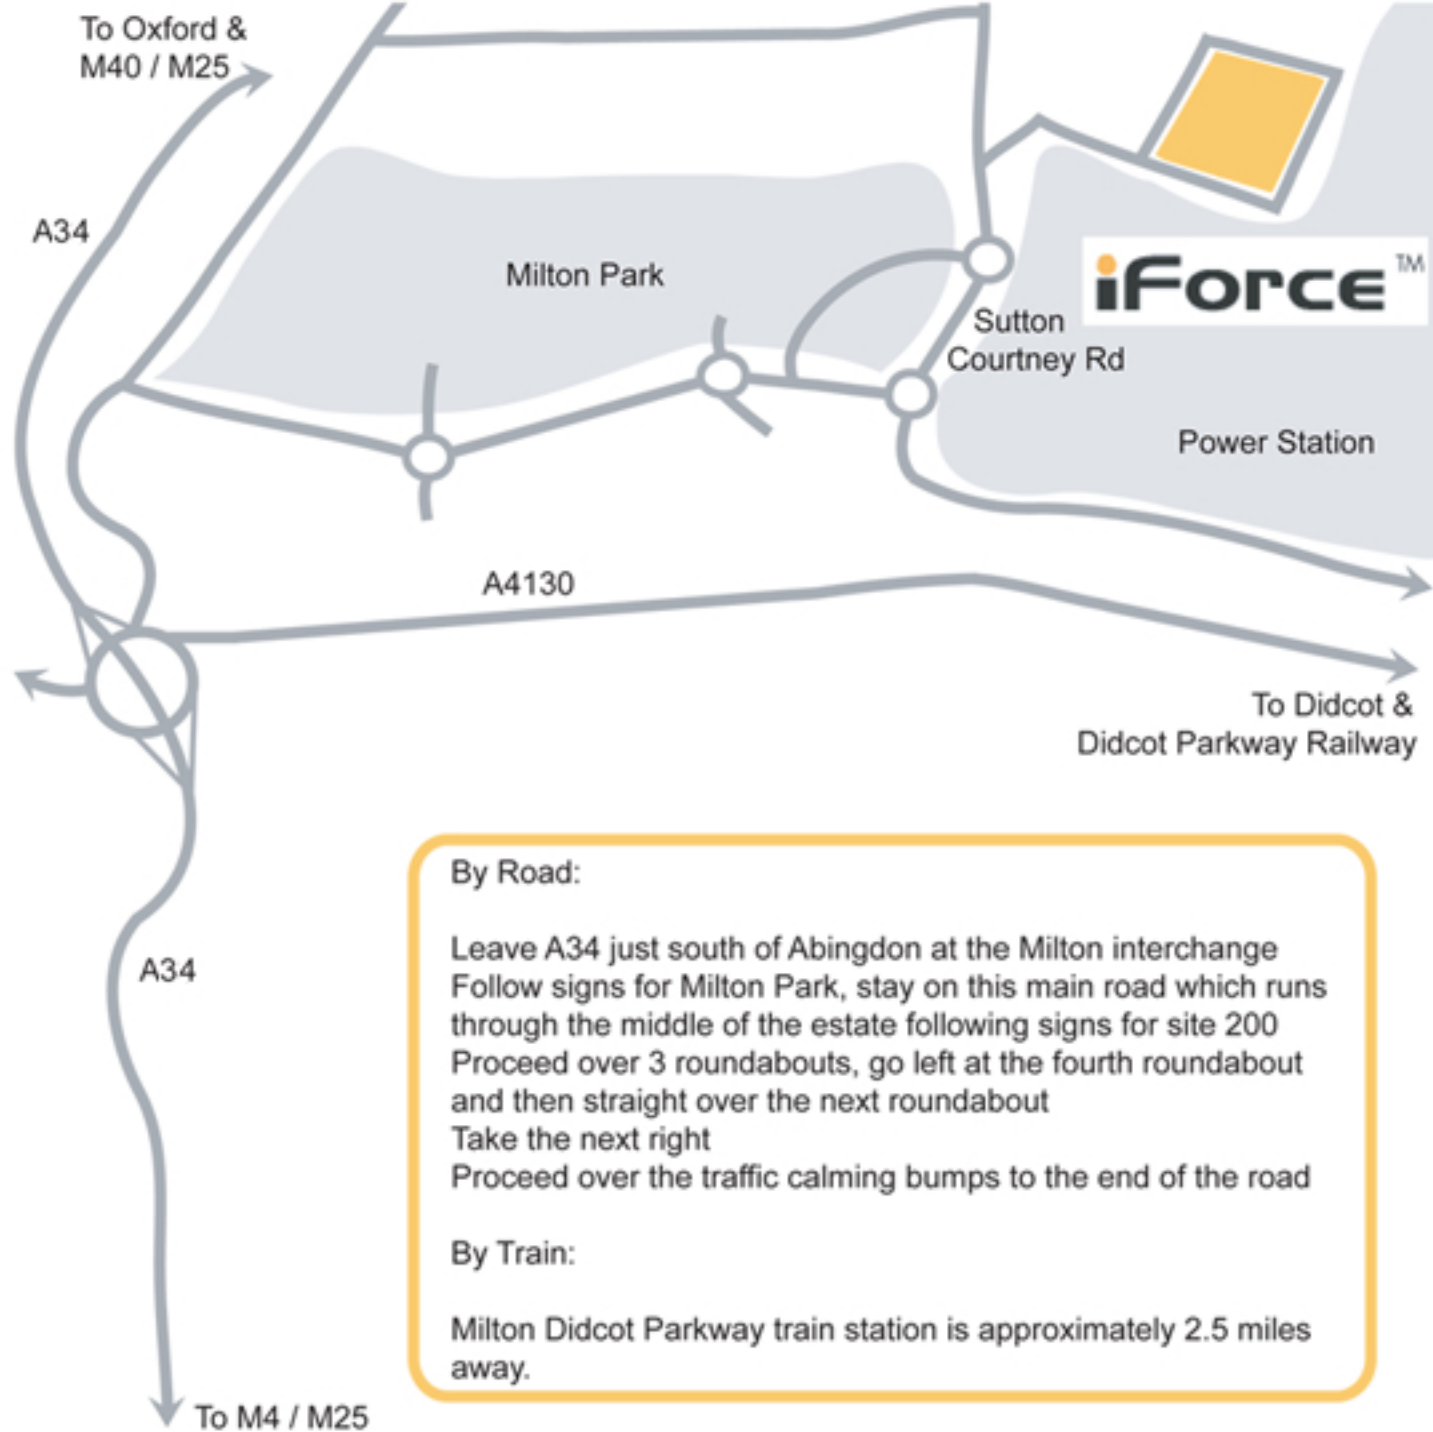 To Oxford &
M40 / M25
A34
Milton Park
iForce™
Sutton
Courtney Rd
Power Station
A4130
To Didcot &
Didcot Parkway Railway
A34
By Road:
Leave A34 just south of Abingdon at the Milton interchange
Follow signs for Milton Park, stay on this main road which runs
through the middle of the estate following signs for site 200
Proceed over 3 roundabouts, go left at the fourth roundabout
and then straight over the next roundabout
Take the next right
Proceed over the traffic calming bumps to the end of the road
By Train:
Milton Didcot Parkway train station is approximately 2.5 miles
away.
To M4 / M25